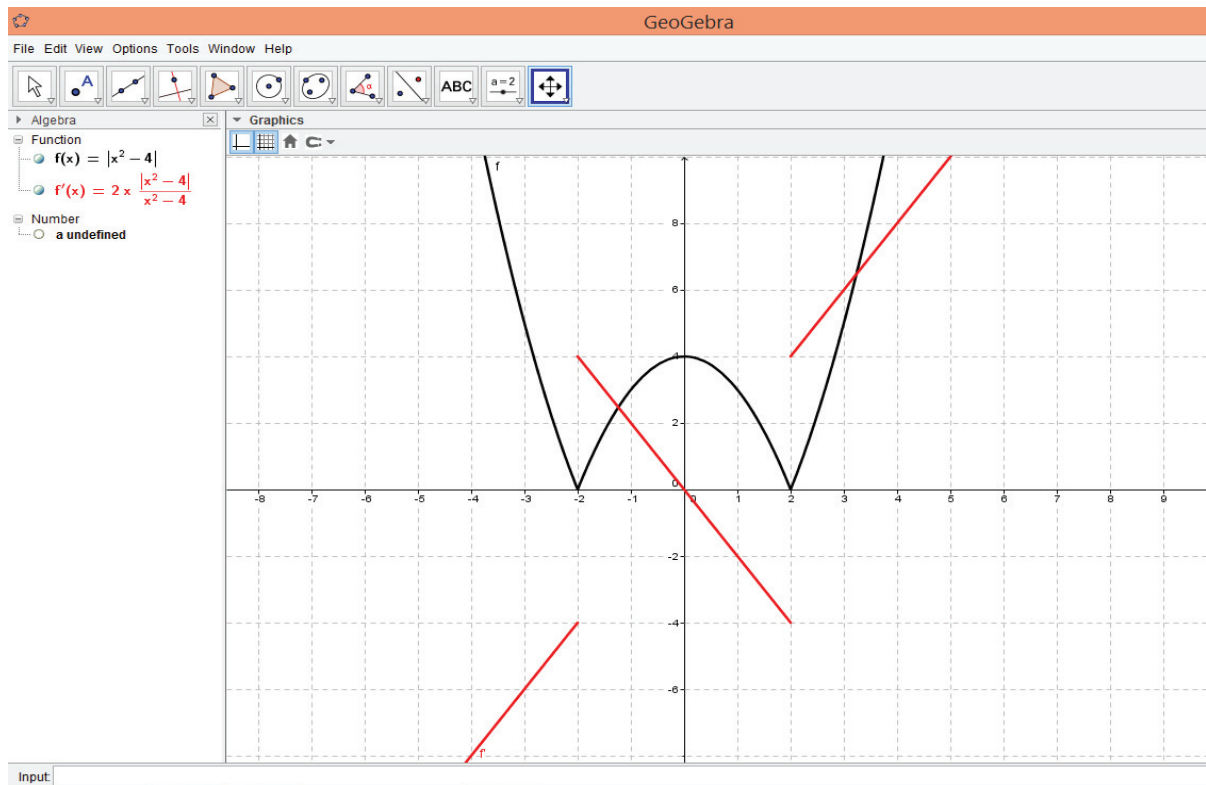 GeoGebra
File Edit View Options Tools Window Help
A
α
ABC
a=2
Algebra
Graphics
Function
f(x) = |x² − 4|
f′(x) = 2 x |x² − 4| / x² − 4
Number
a undefined
f
8
6
4
2
0
-8 -7 -6 -5 -4 -3 -2 -1 0 1 2 3 4 5 6 7 8 9
-2
-4
-6
f'
Input: